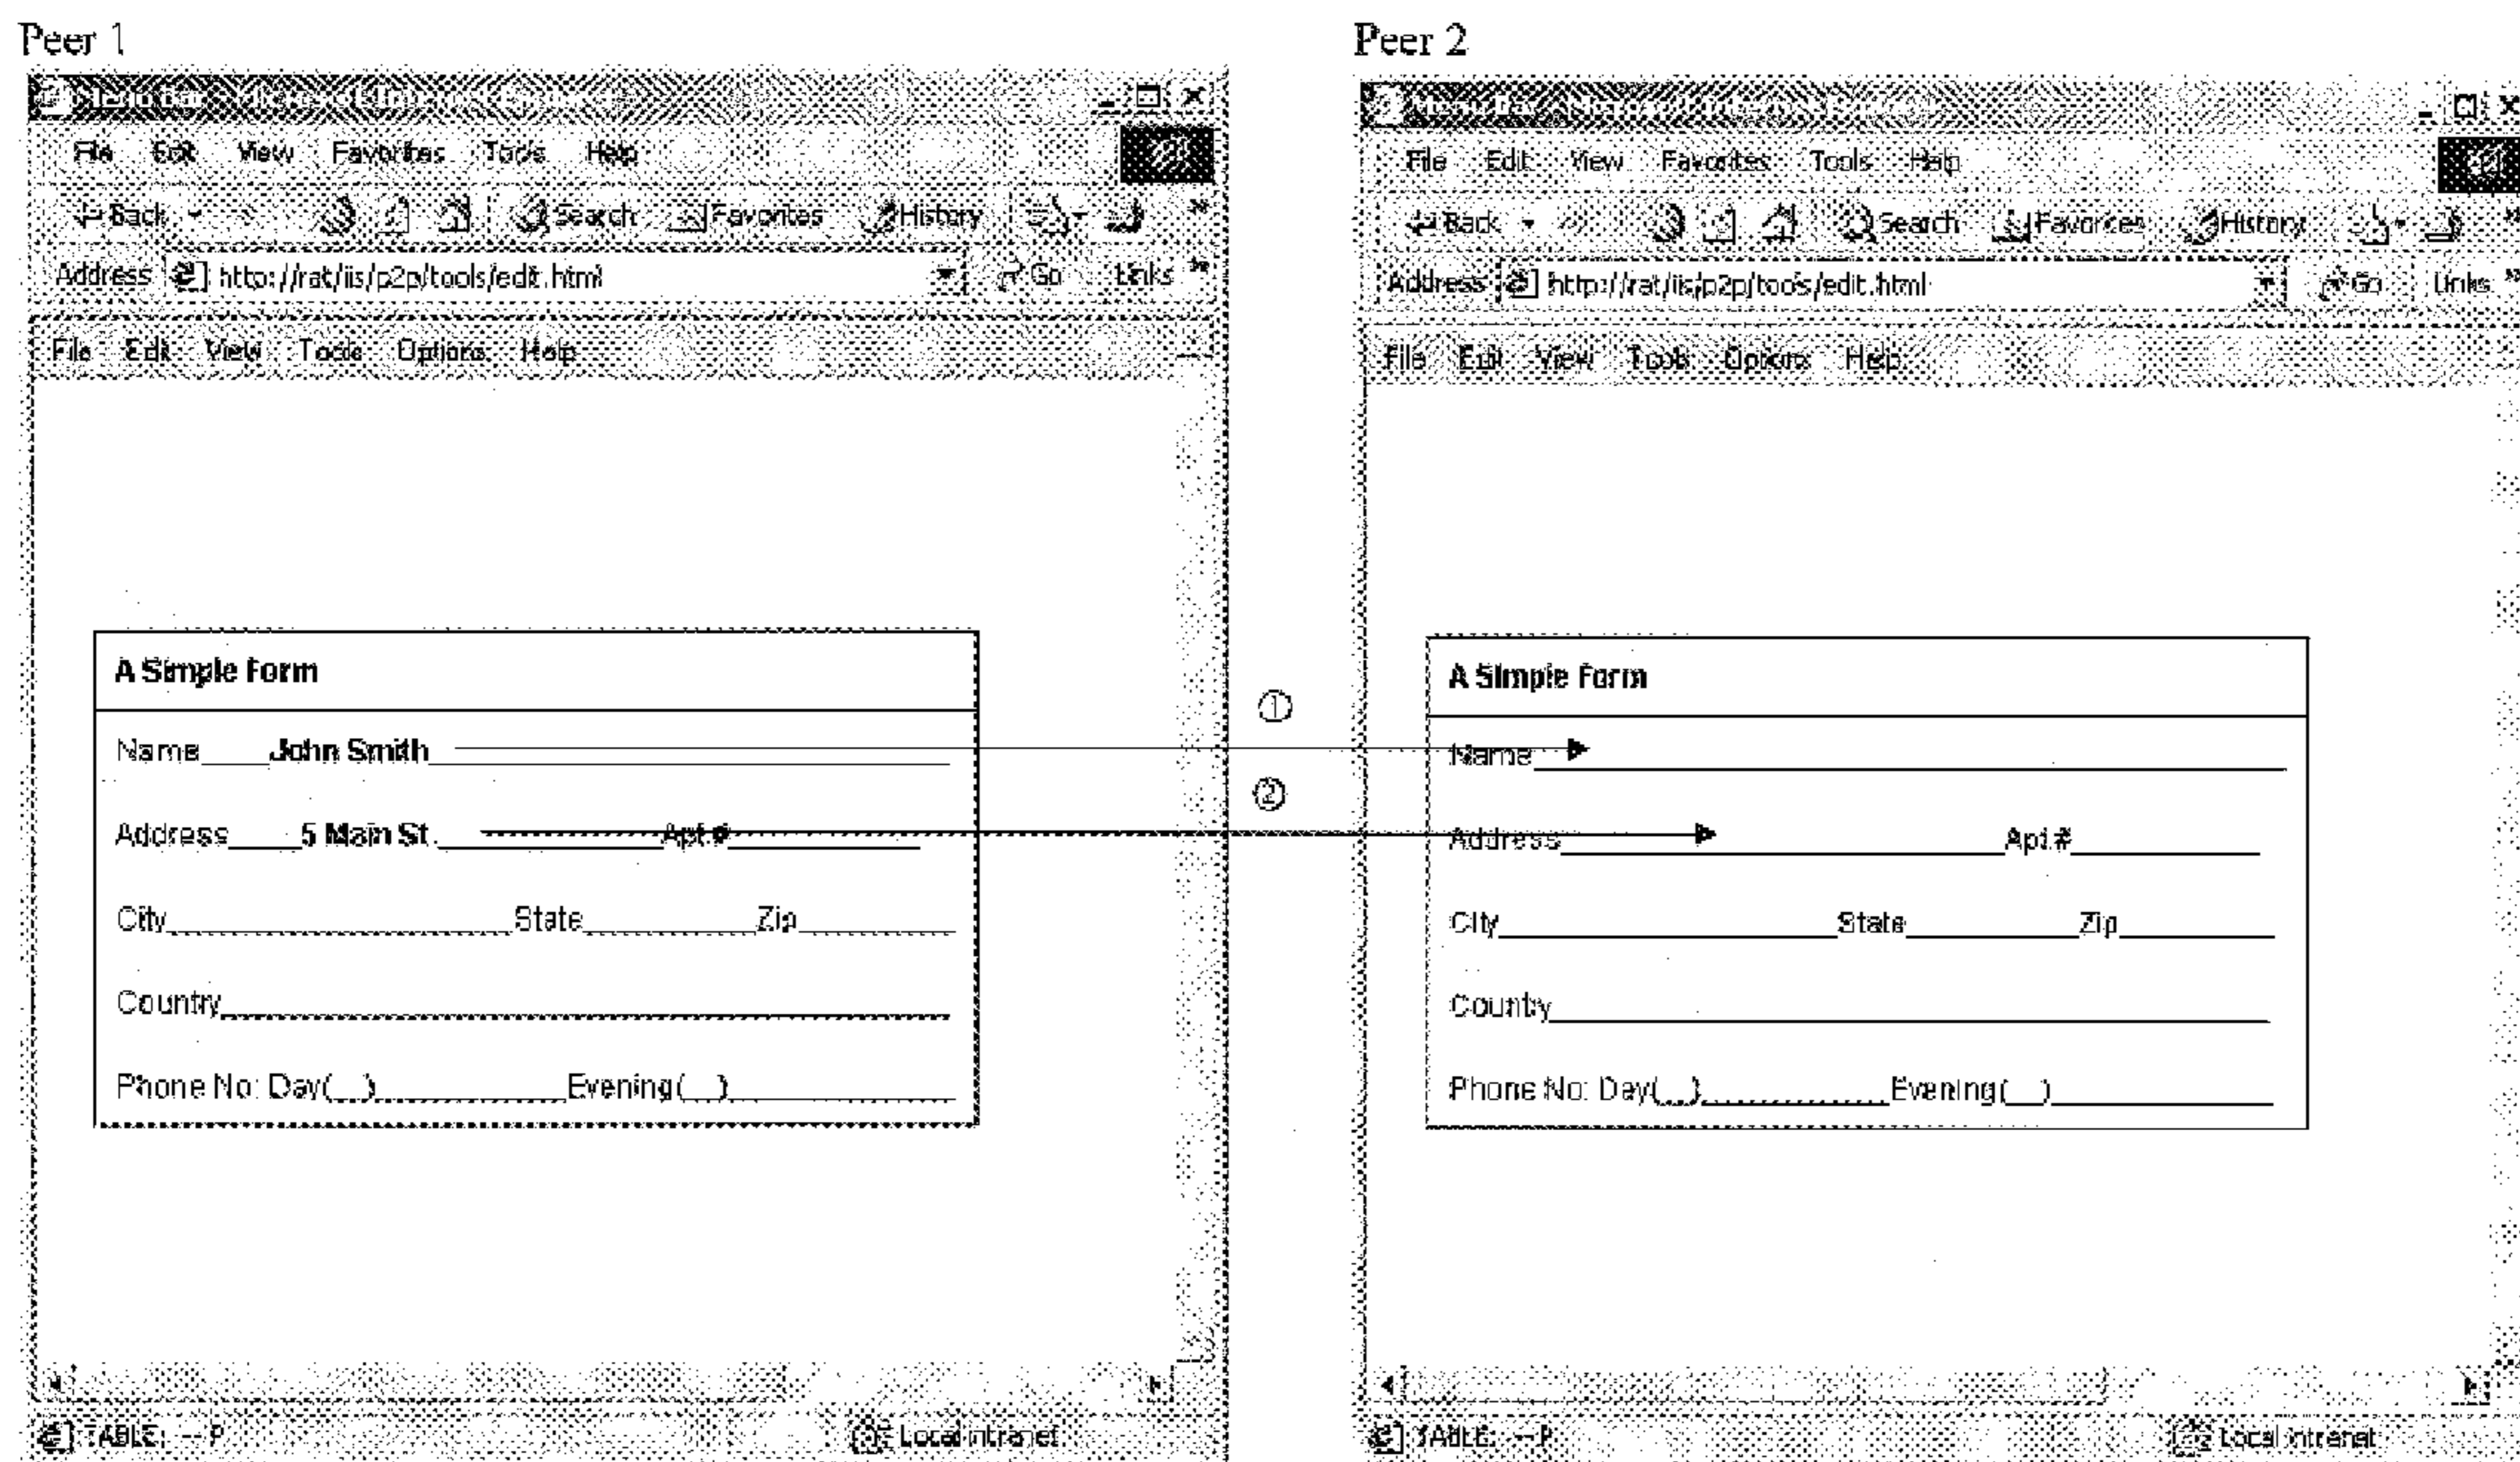 Peer 1
File Edit View Favorites Tools Help
Back Search Favorites History
Address http://rat/iis/p2p/tools/edit.html Go Links
File Edit View Tools Options Help
A Simple Form
Name John Smith
Address 5 Main St. Apt.#
City State Zip
Country
Phone No: Day(__) Evening(__)
TABLE: -- P Local intranet
①
②
Peer 2
File Edit View Favorites Tools Help
Back Search Favorites History
Address http://rat/iis/p2p/tools/edit.html Go Links
File Edit View Tools Options Help
A Simple Form
Name
Address Apt.#
City State Zip
Country
Phone No: Day(__) Evening(__)
TABLE: -- P Local intranet